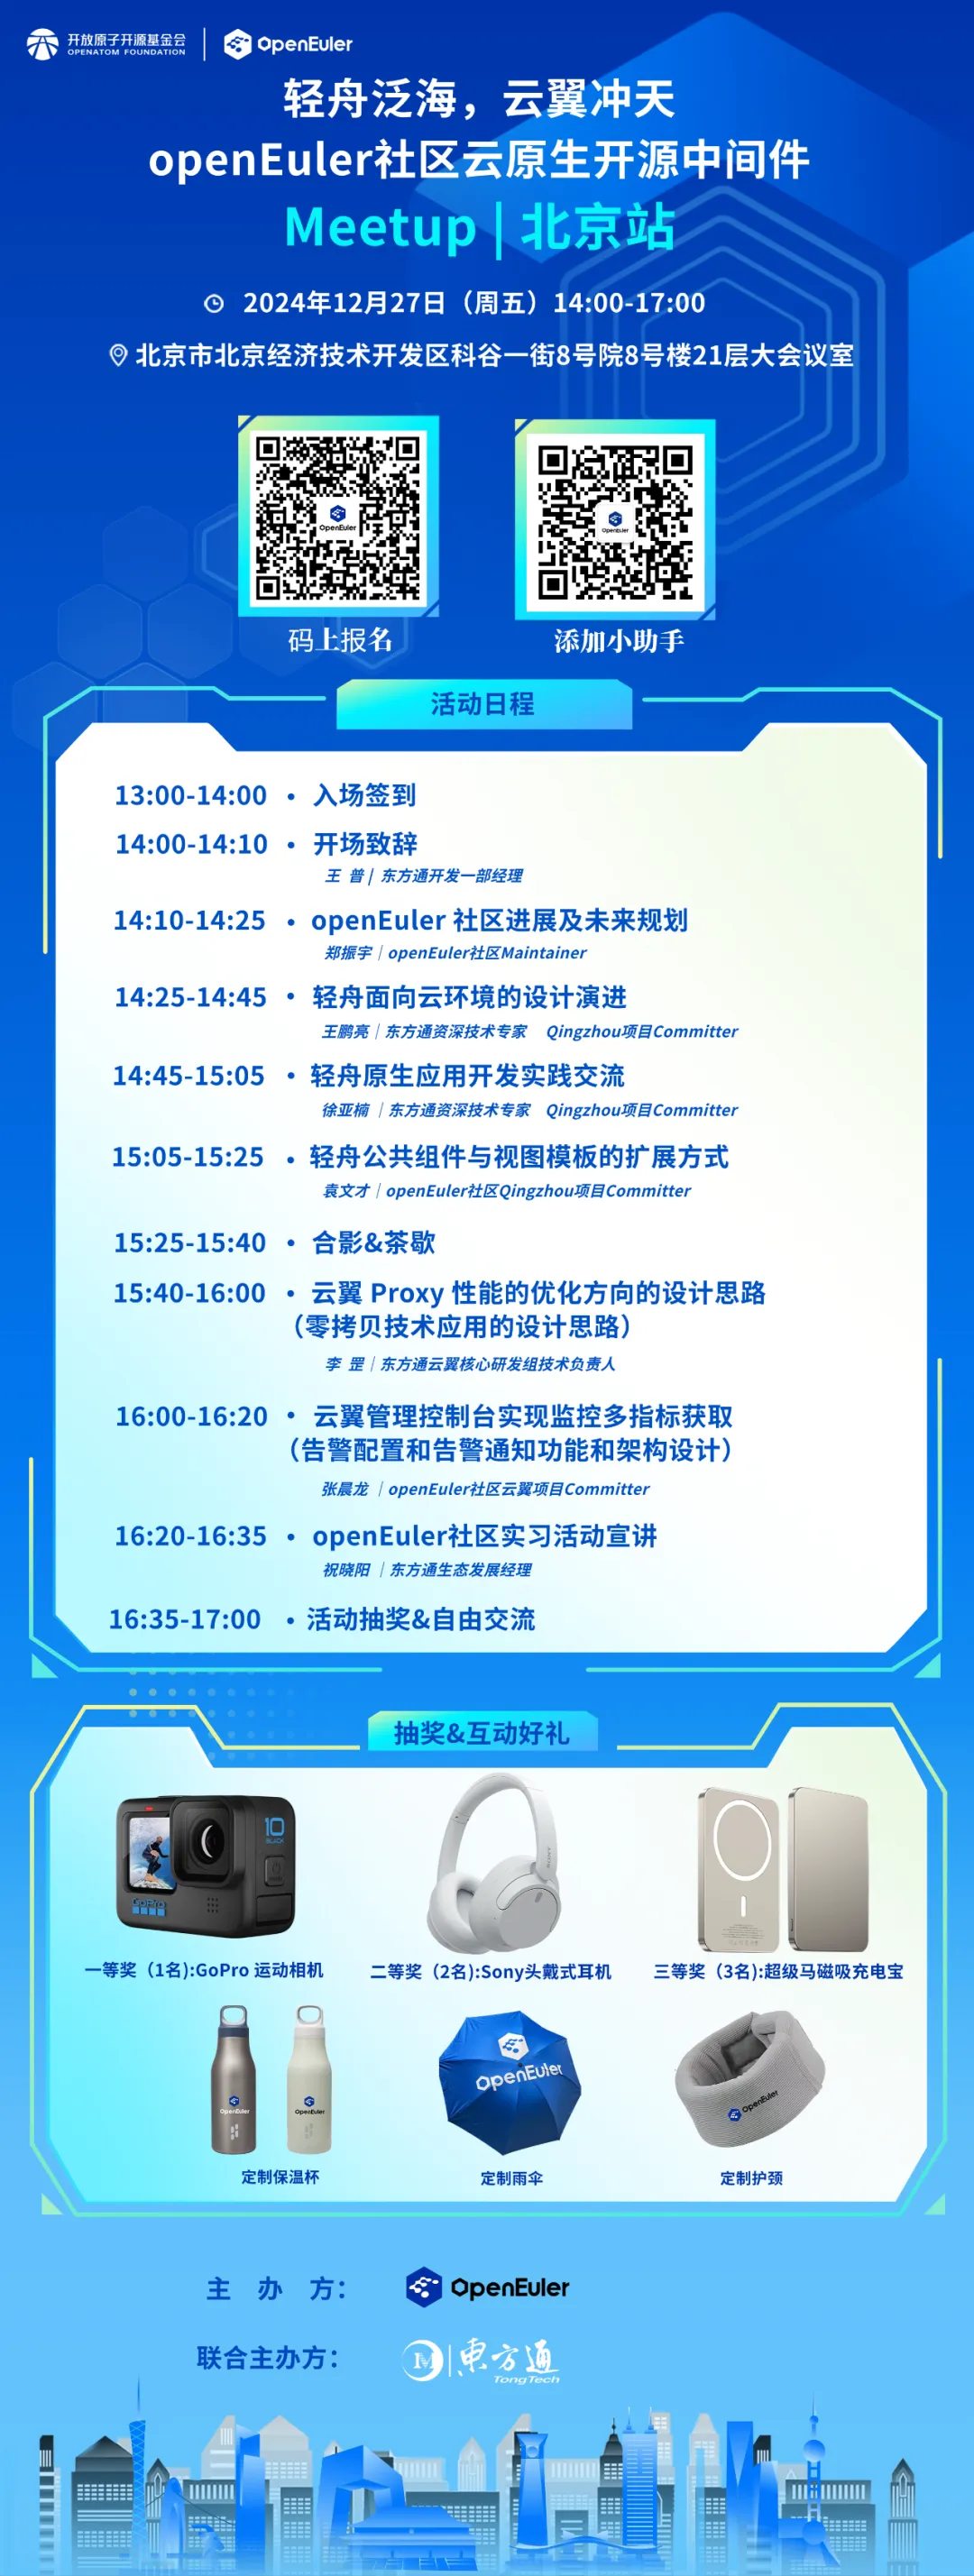 开放原子开源基金会
OPENATOM FOUNDATION
OpenEuler
轻舟泛海，云翼冲天
openEuler社区云原生开源中间件
Meetup | 北京站
2024年12月27日（周五）14:00-17:00
北京市北京经济技术开发区科谷一街8号院8号楼21层大会议室
OpenEuler
OpenEuler
码上报名
添加小助手
活动日程
13:00-14:00 • 入场签到
14:00-14:10 • 开场致辞
王 普 | 东方通开发一部经理
14:10-14:25 • openEuler 社区进展及未来规划
郑振宇 | openEuler社区Maintainer
14:25-14:45 • 轻舟面向云环境的设计演进
王鹏亮 | 东方通资深技术专家 Qingzhou项目Committer
14:45-15:05 • 轻舟原生应用开发实践交流
徐亚楠 | 东方通资深技术专家 Qingzhou项目Committer
15:05-15:25 • 轻舟公共组件与视图模板的扩展方式
袁文才 | openEuler社区Qingzhou项目Committer
15:25-15:40 • 合影&茶歇
15:40-16:00 • 云翼 Proxy 性能的优化方向的设计思路
（零拷贝技术应用的设计思路）
李 罡 | 东方通云翼核心研发组技术负责人
16:00-16:20 • 云翼管理控制台实现监控多指标获取
（告警配置和告警通知功能和架构设计）
张晨龙 | openEuler社区云翼项目Committer
16:20-16:35 • openEuler社区实习活动宣讲
祝晓阳 | 东方通生态发展经理
16:35-17:00 • 活动抽奖&自由交流
抽奖&互动好礼
10
BLACK
GoPro
SONY
一等奖（1名）:GoPro 运动相机
二等奖（2名）:Sony头戴式耳机
三等奖（3名）:超级马磁吸充电宝
OpenEuler
OpenEuler
OpenEuler
OpenEuler
定制保温杯
定制雨伞
定制护颈
主 办 方：
OpenEuler
联合主办方：
東方通
TongTech